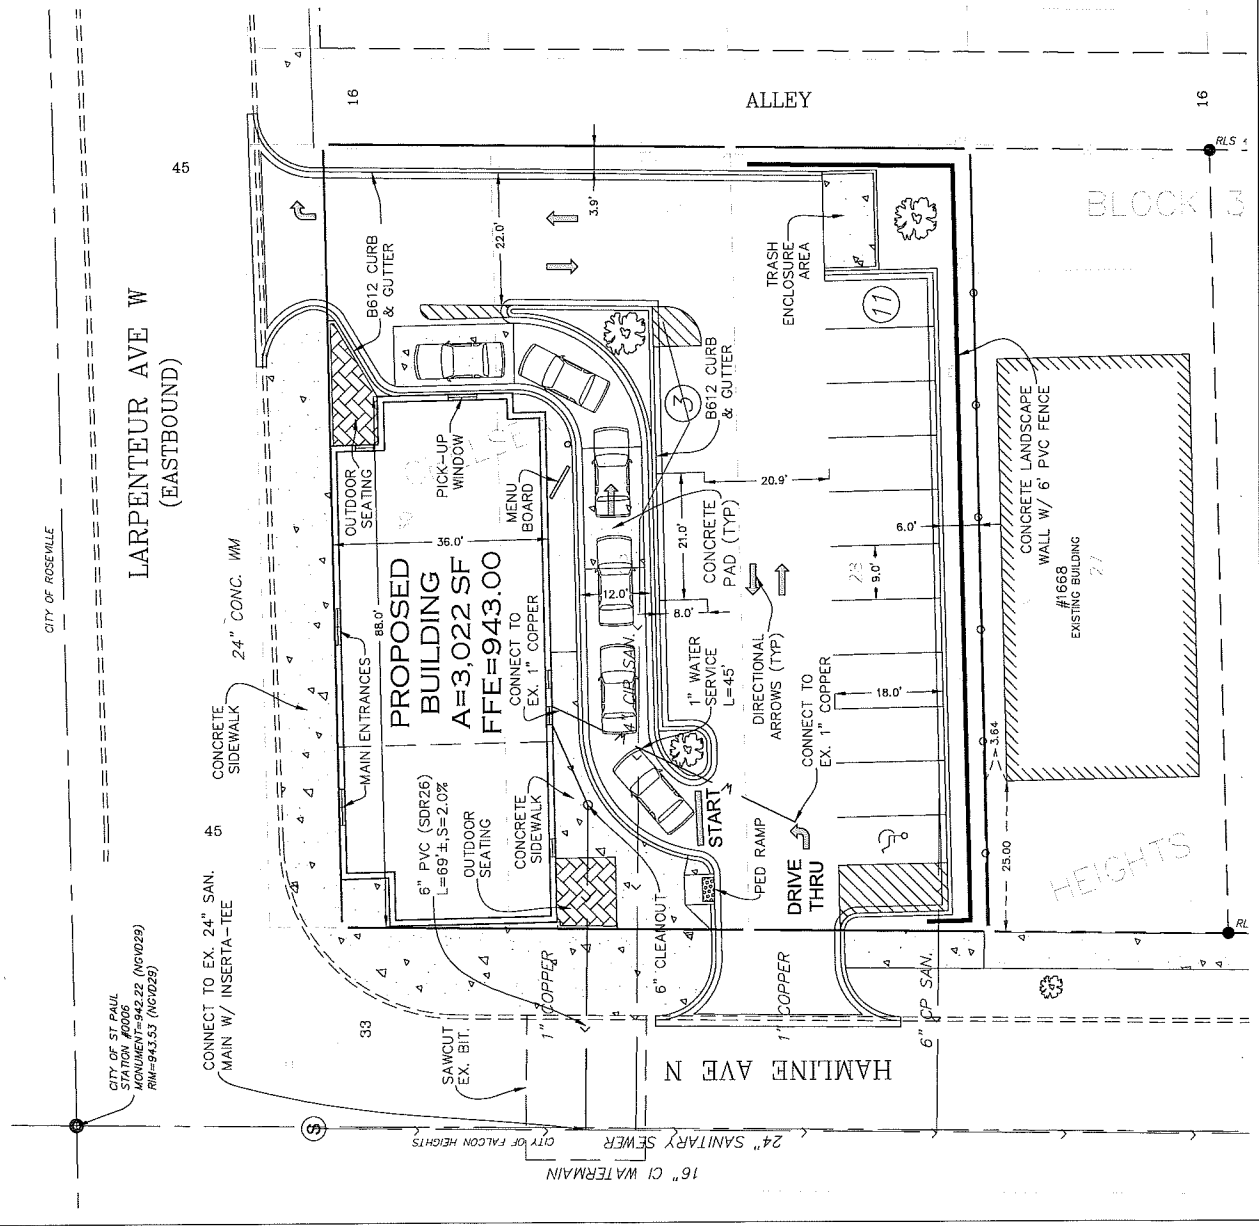 CITY OF ROSEVILLE
LARPENTEUR AVE W
(EASTBOUND)
45
45
24" CONC. WM
CONCRETE
SIDEWALK
CITY OF ST PAUL
STATION #0006
MONUMENT=942.22 (NGVD29)
RIM=943.53 (NGVD29)
CONNECT TO EX. 24" SAN.
MAIN W/ INSERTA-TEE
33
16
ALLEY
16
RLS
BLOCK 3
B612 CURB
& GUTTER
22.0'
3.9'
TRASH
ENCLOSURE
AREA
11
OUTDOOR
SEATING
PICK-UP
WINDOW
MENU
BOARD
3
B612 CURB
& GUTTER
36.0'
88.0'
MAIN ENTRANCES
PROPOSED
BUILDING
A=3,022 SF
FFE=943.00
CONNECT TO
EX. 1" COPPER
12.0'
21.0'
20.9'
8.0'
CONCRETE
PAD (TYP)
28
9.0'
6.0'
CONCRETE LANDSCAPE
WALL W/ 6' PVC FENCE
#1668
EXISTING BUILDING
27
1" WATER
SERVICE
L=45'
DIRECTIONAL
ARROWS (TYP)
CONNECT TO
EX. 1" COPPER
18.0'
3.64
25.00
HEIGHTS
RL
6" PVC (SDR26)
L=69'±,S=2.0%
OUTDOOR
SEATING
CONCRETE
SIDEWALK
START
PED RAMP
DRIVE
THRU
6" CLEANOUT
1" COPPER
1" COPPER
6" CP SAN.
SAWCUT
EX. BIT.
HAMLINE AVE N
S
CITY OF FALCON HEIGHTS
24" SANITARY SEWER
16" CI WATERMAIN